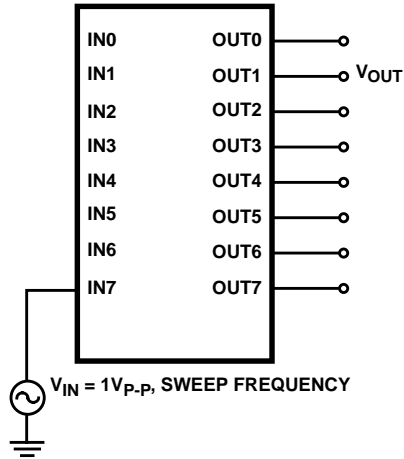 IN0 OUT0
IN1 OUT1 VOUT
IN2 OUT2
IN3 OUT3
IN4 OUT4
IN5 OUT5
IN6 OUT6
IN7 OUT7
VIN = 1VP-P, SWEEP FREQUENCY